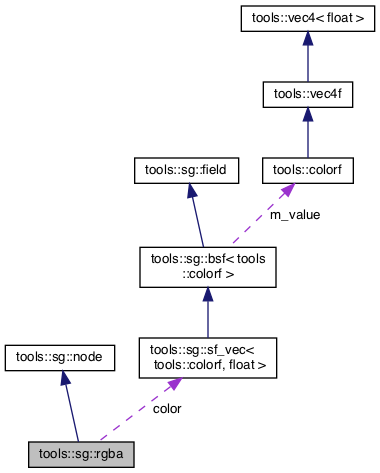 tools::vec4< float >
tools::vec4f
tools::sg::field
tools::colorf
m_value
tools::sg::bsf< tools
::colorf >
tools::sg::sf_vec<
tools::colorf, float >
tools::sg::node
color
tools::sg::rgba